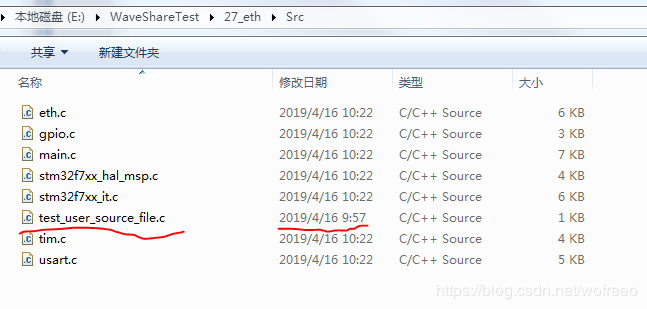 本地磁盘 (E:) ▸ WaveShareTest ▸ 27_eth ▸ Src
共享 新建文件夹
名称 修改日期 类型 大小
eth.c 2019/4/16 10:22 C/C++ Source 6 KB
gpio.c 2019/4/16 10:22 C/C++ Source 3 KB
main.c 2019/4/16 10:22 C/C++ Source 7 KB
stm32f7xx_hal_msp.c 2019/4/16 10:22 C/C++ Source 4 KB
stm32f7xx_it.c 2019/4/16 10:22 C/C++ Source 6 KB
test_user_source_file.c 2019/4/16 9:57 C/C++ Source 1 KB
tim.c 2019/4/16 10:22 C/C++ Source 4 KB
usart.c 2019/4/16 10:22 C/C++ Source 5 KB
https://blog.csdn.net/wofreeo